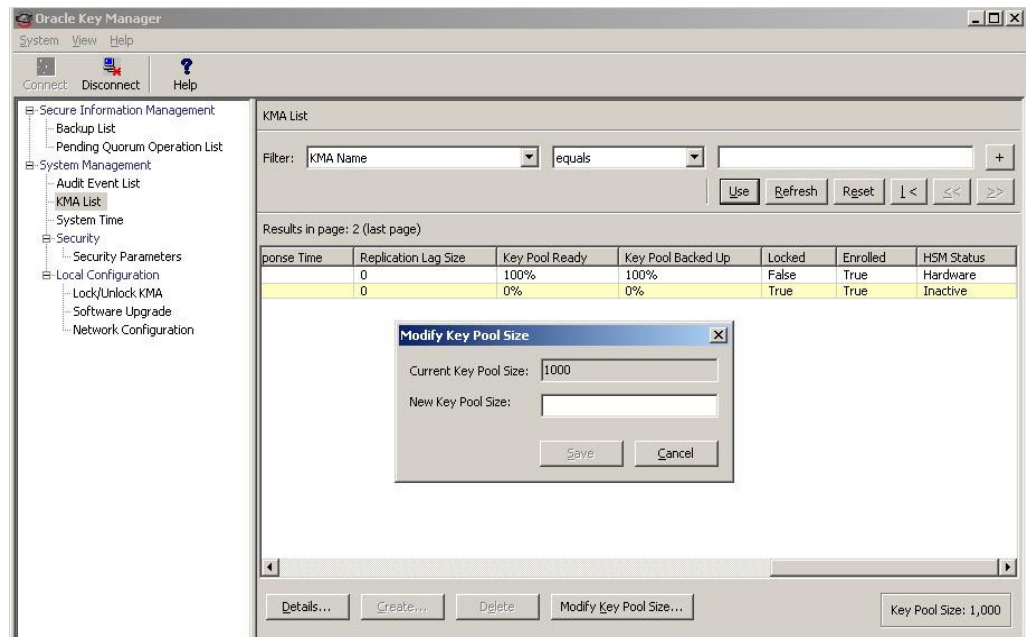 Oracle Key Manager
System View Help
Connect Disconnect Help
Secure Information Management
Backup List
Pending Quorum Operation List
System Management
Audit Event List
KMA List
System Time
Security
Security Parameters
Local Configuration
Lock/Unlock KMA
Software Upgrade
Network Configuration
KMA List
Filter: KMA Name equals +
Use Refresh Reset |< << >>
Results in page: 2 (last page)
ponse Time Replication Lag Size Key Pool Ready Key Pool Backed Up Locked Enrolled HSM Status
0 100% 100% False True Hardware
0 0% 0% True True Inactive
Modify Key Pool Size
Current Key Pool Size: 1000
New Key Pool Size:
Save Cancel
Details... Create... Delete Modify Key Pool Size... Key Pool Size: 1,000